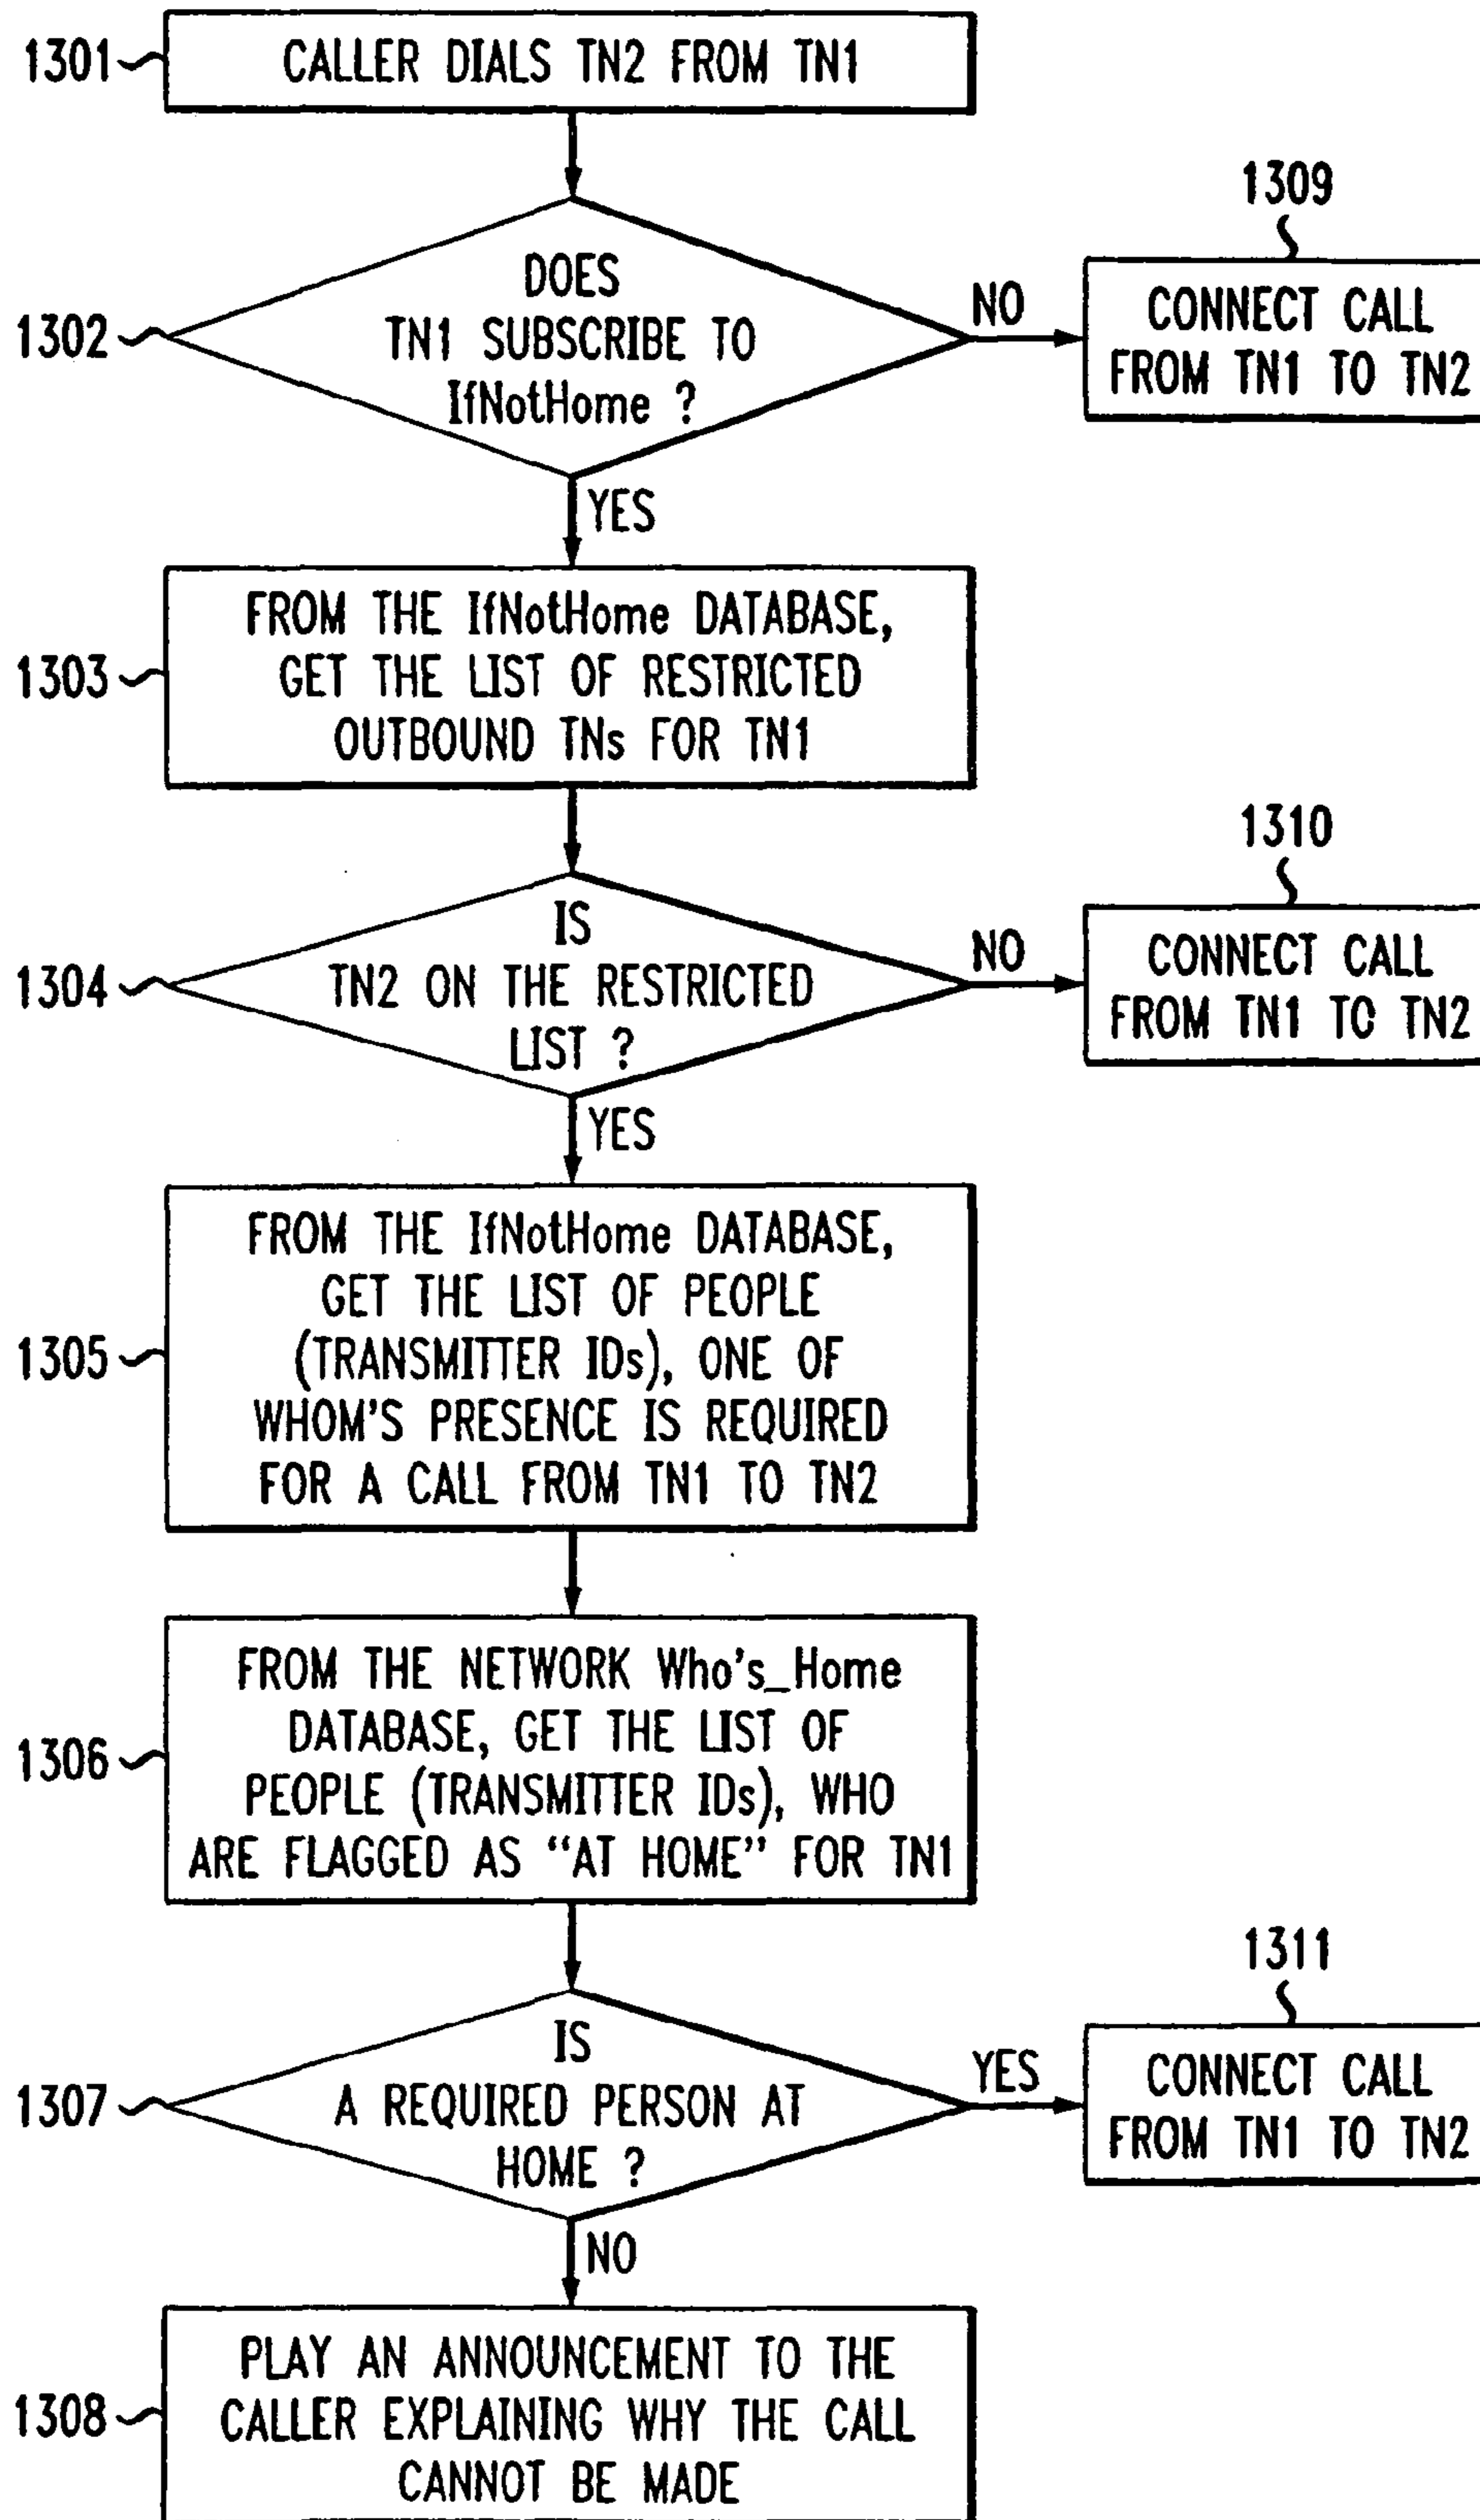 1301
CALLER DIALS TN2 FROM TN1
1309
DOES
TN1 SUBSCRIBE TO
IfNotHome ?
1302
NO
CONNECT CALL
FROM TN1 TO TN2
YES
1303
FROM THE IfNotHome DATABASE,
GET THE LIST OF RESTRICTED
OUTBOUND TNs FOR TN1
1310
IS
TN2 ON THE RESTRICTED
LIST ?
1304
NO
CONNECT CALL
FROM TN1 TO TN2
YES
1305
FROM THE IfNotHome DATABASE,
GET THE LIST OF PEOPLE
(TRANSMITTER IDs), ONE OF
WHOM'S PRESENCE IS REQUIRED
FOR A CALL FROM TN1 TO TN2
1306
FROM THE NETWORK Who's_Home
DATABASE, GET THE LIST OF
PEOPLE (TRANSMITTER IDs), WHO
ARE FLAGGED AS “AT HOME” FOR TN1
1311
IS
A REQUIRED PERSON AT
HOME ?
1307
YES
CONNECT CALL
FROM TN1 TO TN2
NO
1308
PLAY AN ANNOUNCEMENT TO THE
CALLER EXPLAINING WHY THE CALL
CANNOT BE MADE